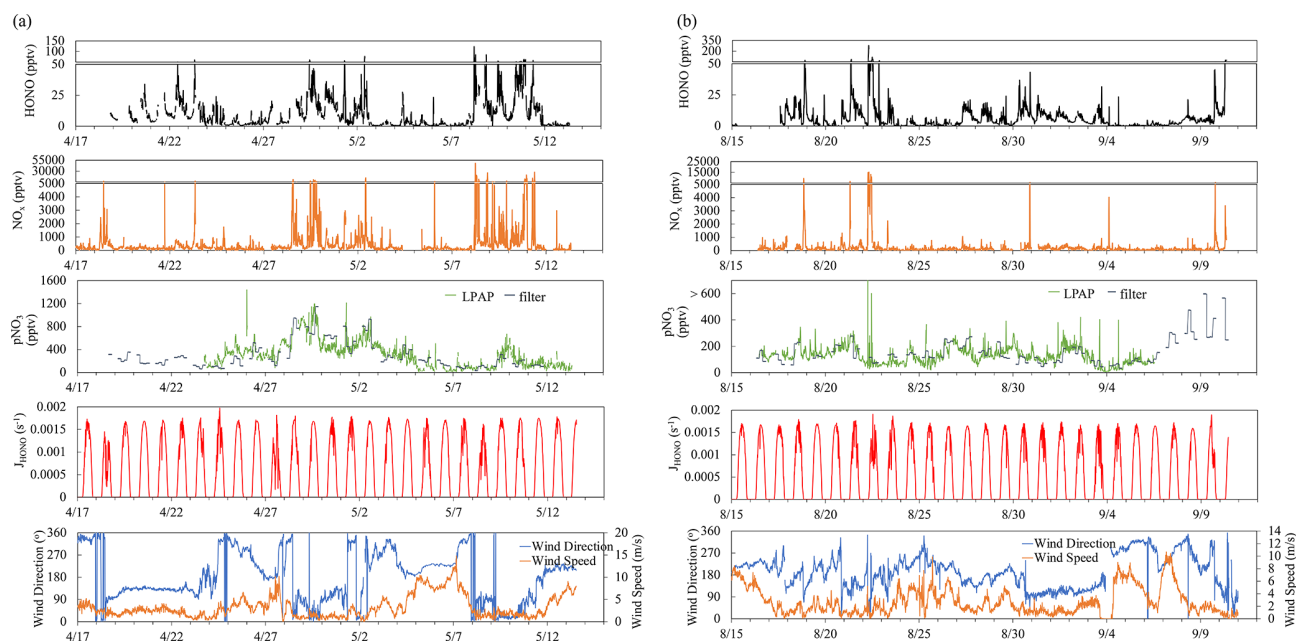 (a)
HONO (pptv)
150
100
50
25
0
4/17 4/22 4/27 5/2 5/7 5/12
NOx (pptv)
55000
30000
5000
4000
3000
2000
1000
0
4/17 4/22 4/27 5/2 5/7 5/12
pNO3 (pptv)
1600
1200
800
400
0
LPAP filter
4/17 4/22 4/27 5/2 5/7 5/12
JHONO (s-1)
0.002
0.0015
0.001
0.0005
0
4/17 4/22 4/27 5/2 5/7 5/12
Wind Direction (º)
360
270
180
90
0
Wind Direction
Wind Speed
20
15
10
5
0
Wind Speed (m/s)
4/17 4/22 4/27 5/2 5/7 5/12
(b)
HONO (pptv)
350
200
50
25
0
8/15 8/20 8/25 8/30 9/4 9/9
NOx (pptv)
25000
15000
5000
4000
3000
2000
1000
0
8/15 8/20 8/25 8/30 9/4 9/9
pNO3 (pptv)
> 600
400
200
0
LPAP filter
8/15 8/20 8/25 8/30 9/4 9/9
JHONO (s-1)
0.002
0.0015
0.001
0.0005
0
8/15 8/20 8/25 8/30 9/4 9/9
Wind Direction (º)
360
270
180
90
0
Wind Direction
Wind Speed
14
12
10
8
6
4
2
0
Wind Speed (m/s)
8/15 8/20 8/25 8/30 9/4 9/9